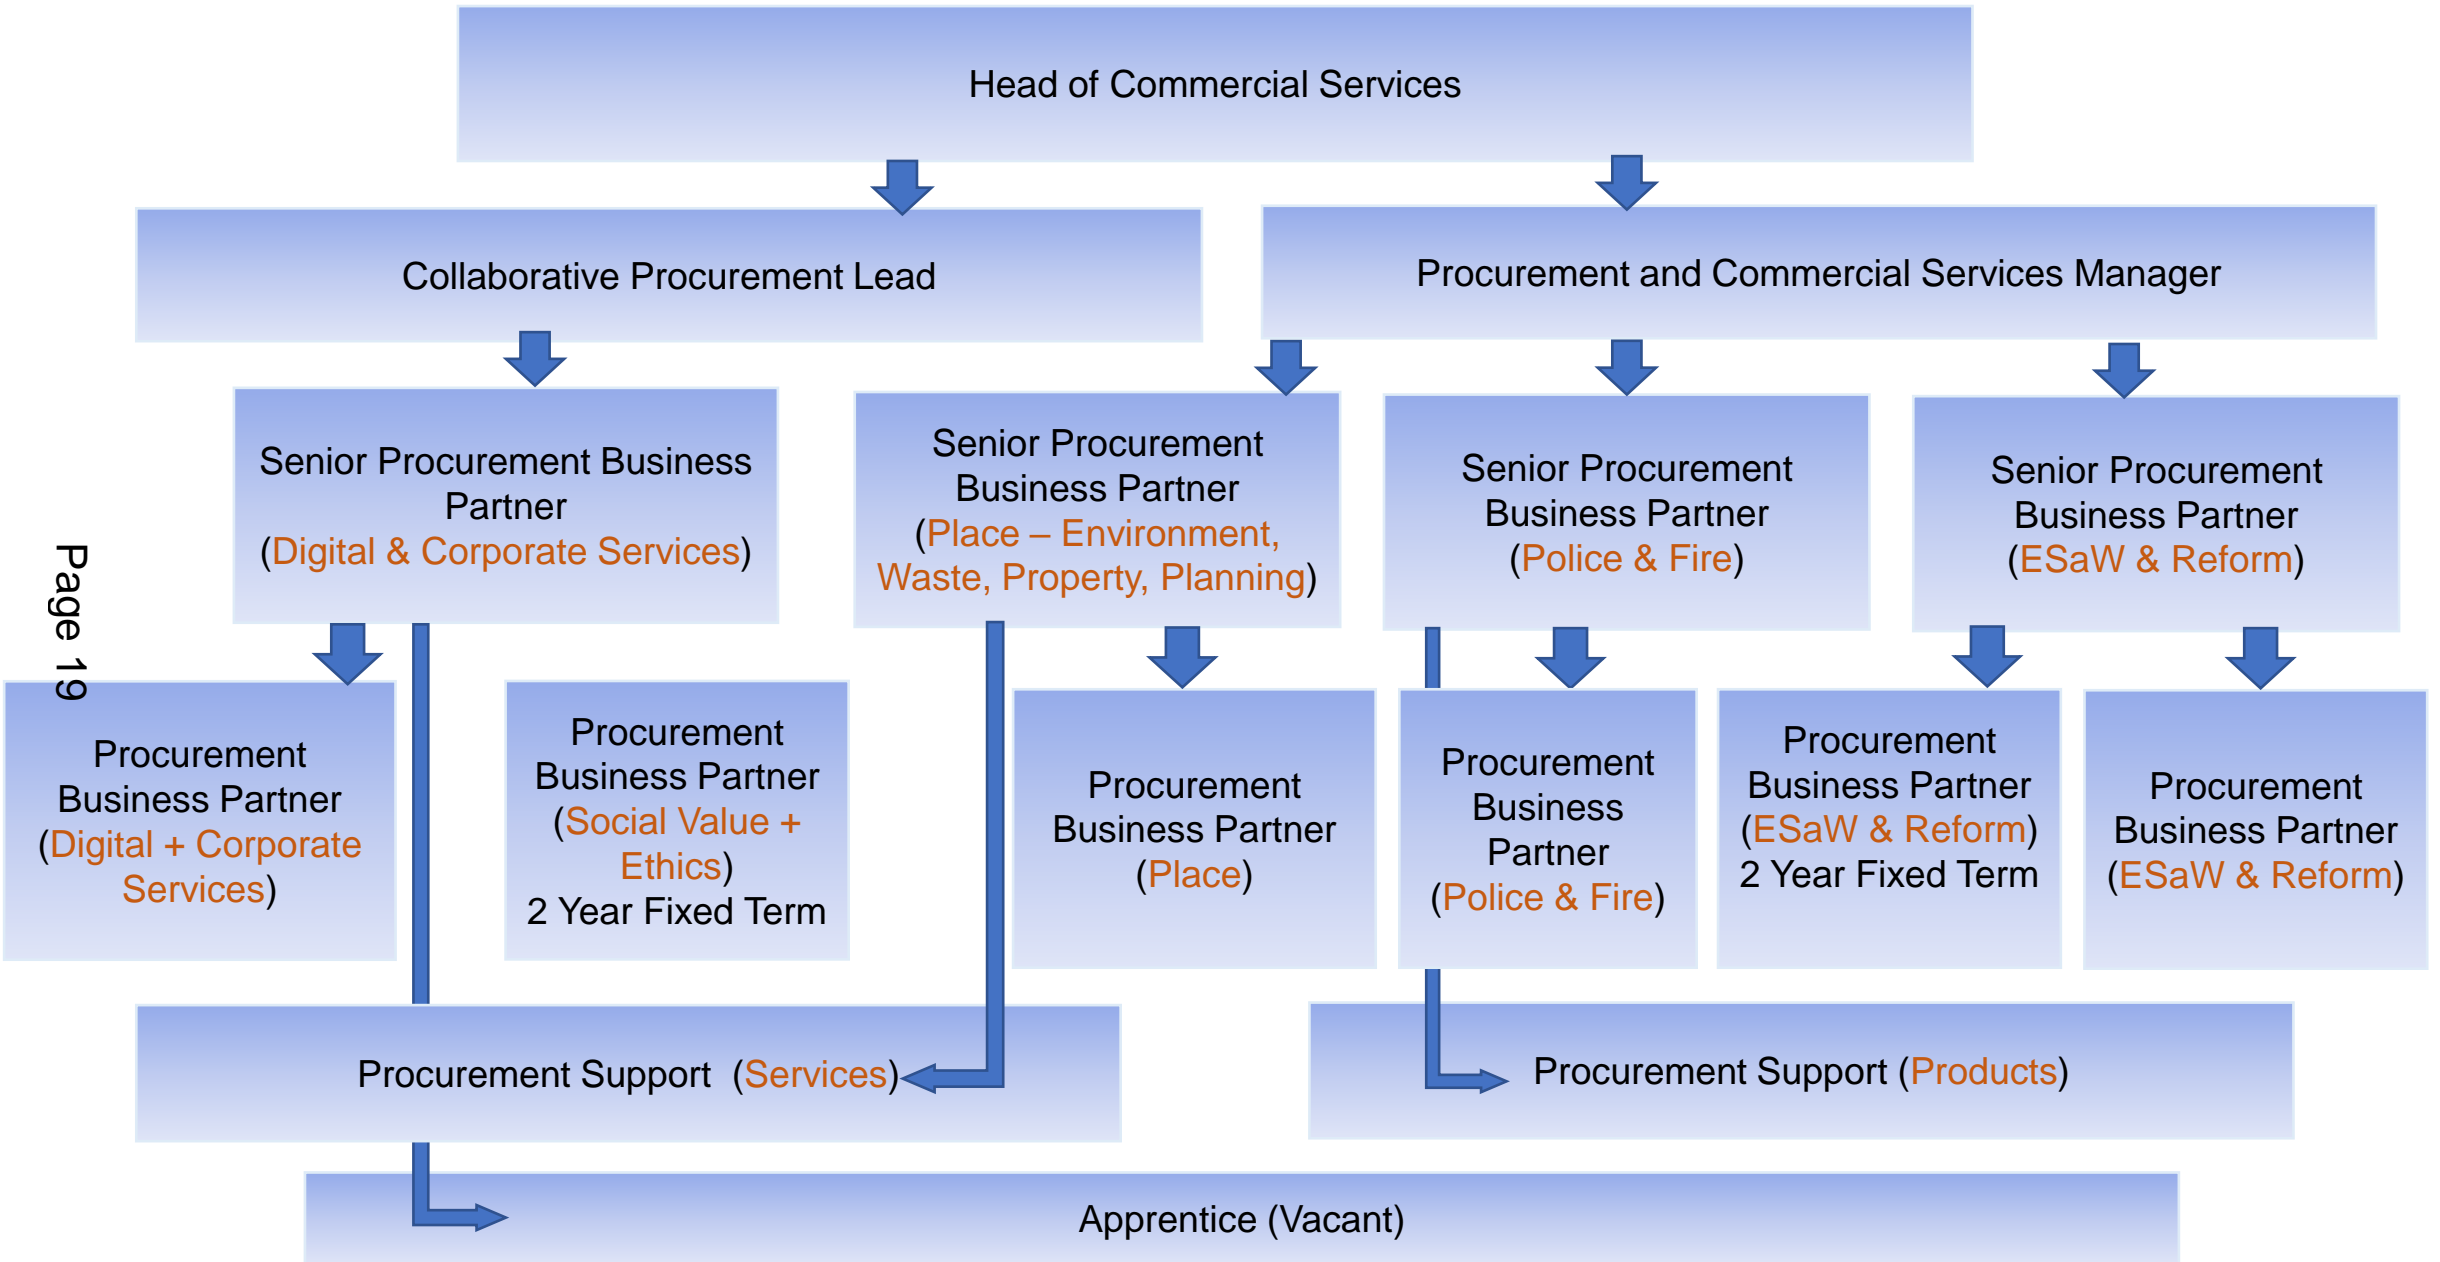 Head of Commercial Services
Collaborative Procurement Lead
Procurement and Commercial Services Manager
Senior Procurement Business
Partner
(Digital & Corporate Services)
Senior Procurement
Business Partner
(Place – Environment,
Waste, Property, Planning)
Senior Procurement
Business Partner
(Police & Fire)
Senior Procurement
Business Partner
(ESaW & Reform)
Page 19
Procurement
Business Partner
(Digital + Corporate
Services)
Procurement
Business Partner
(Social Value +
Ethics)
2 Year Fixed Term
Procurement
Business Partner
(Place)
Procurement
Business
Partner
(Police & Fire)
Procurement
Business Partner
(ESaW & Reform)
2 Year Fixed Term
Procurement
Business Partner
(ESaW & Reform)
Procurement Support (Services)
Procurement Support (Products)
Apprentice (Vacant)